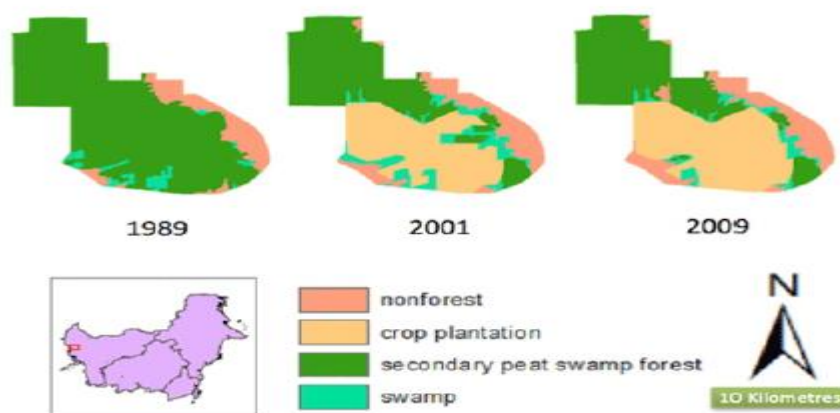 1989
2001
2009
nonforest
crop plantation
secondary peat swamp forest
swamp
N
10 Kilometres